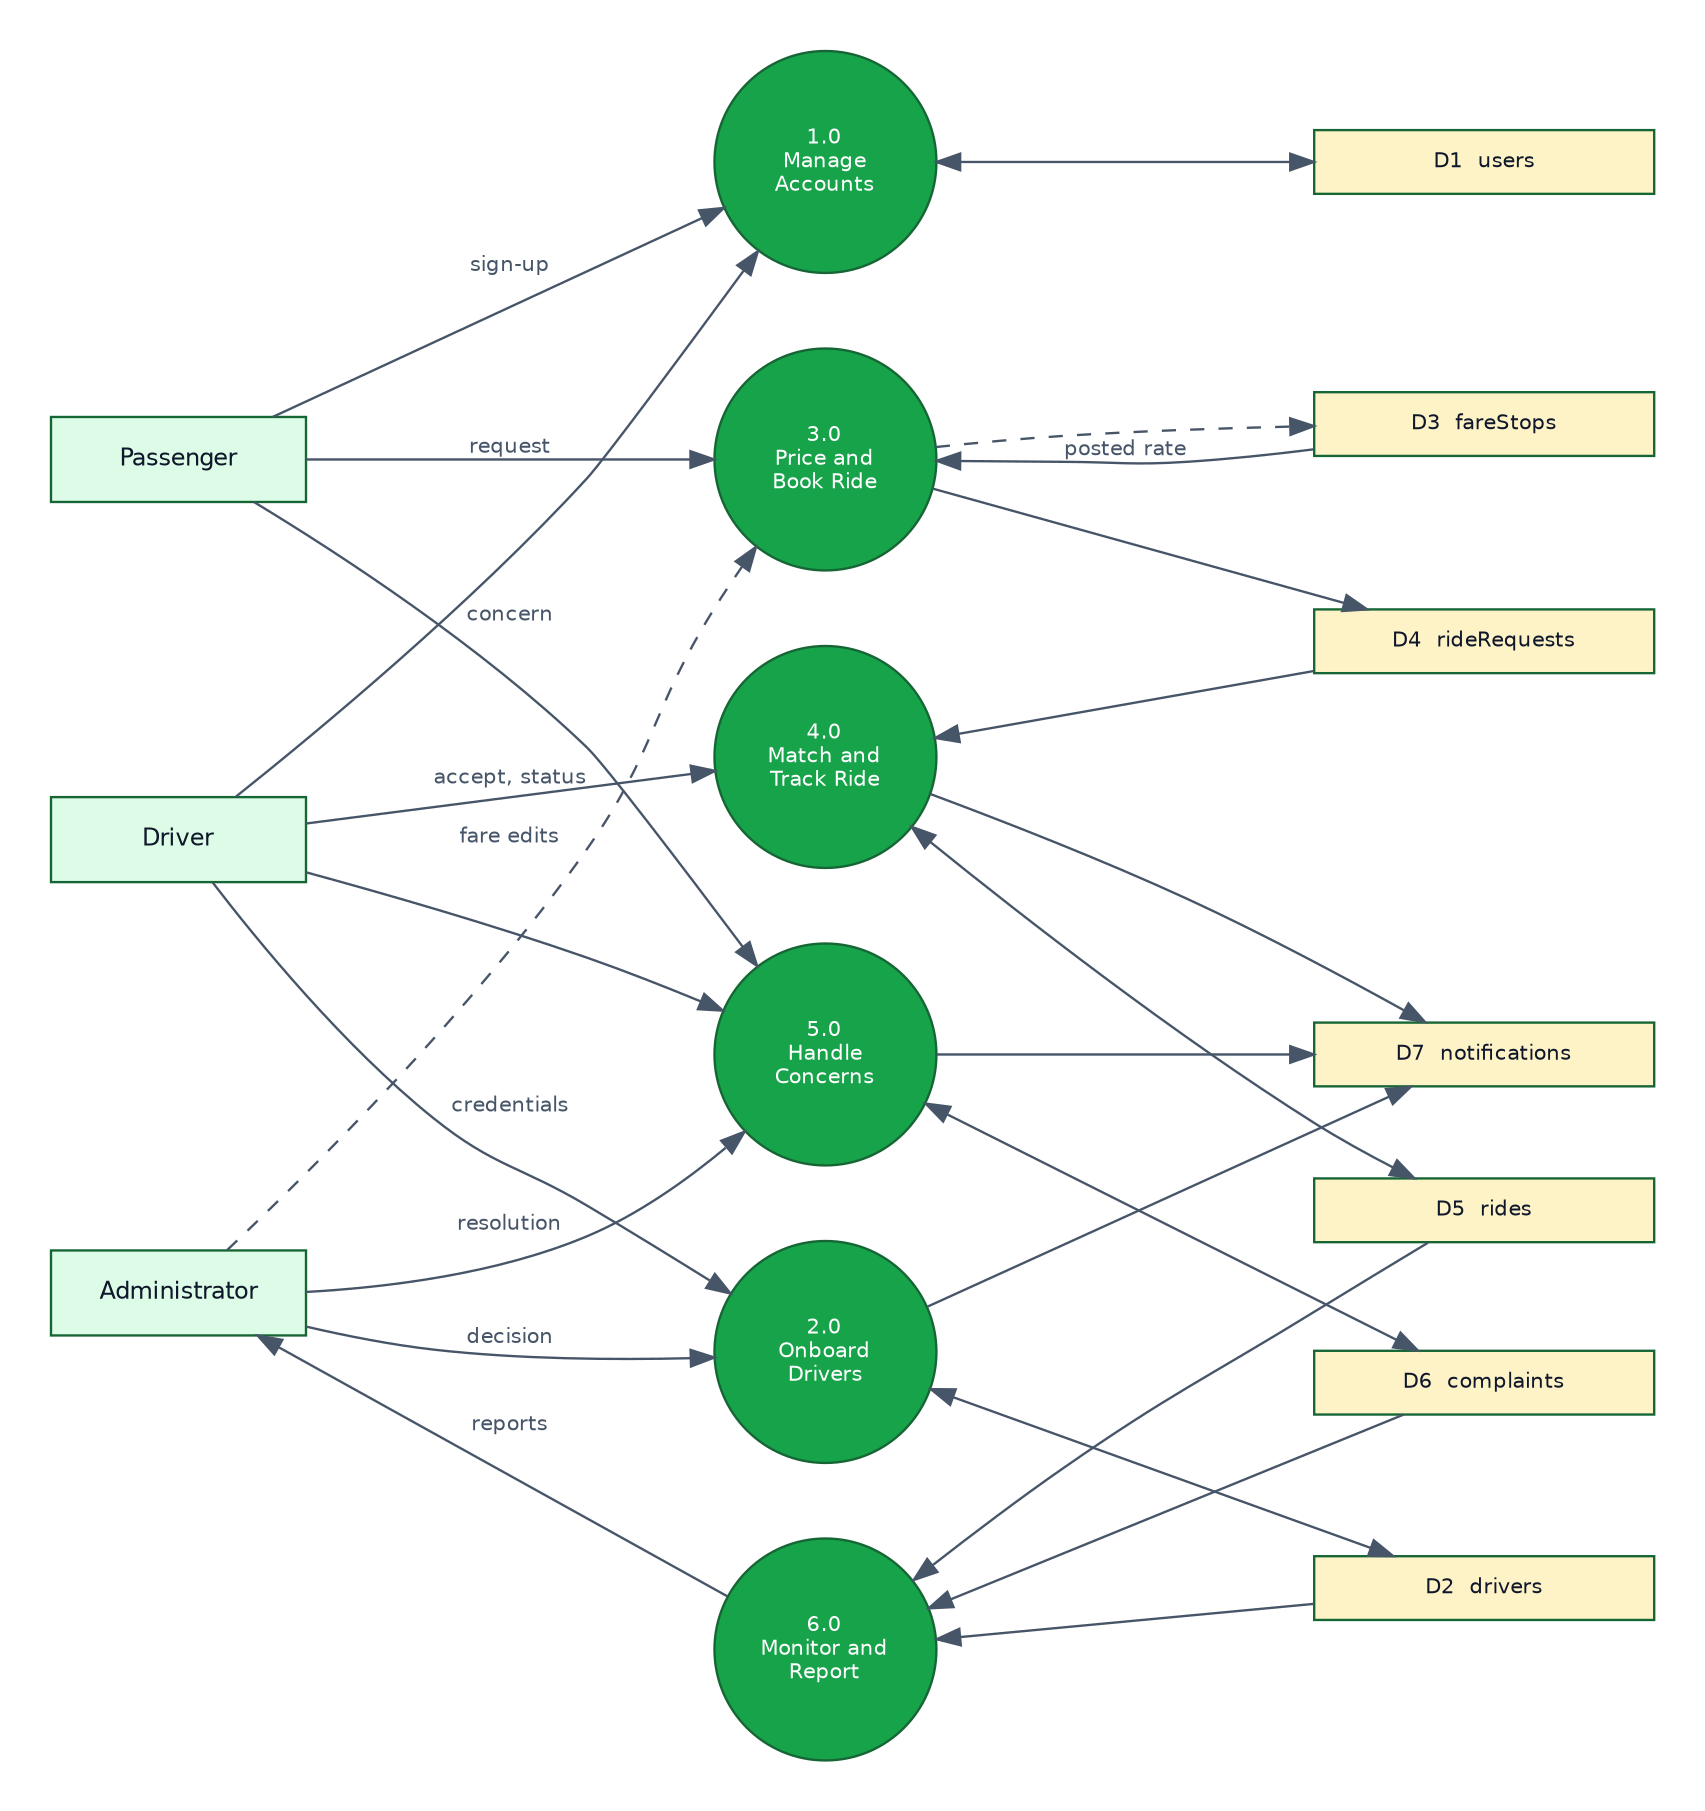 1.0
Manage
Accounts
D1 users
sign-up
3.0
Price and
Book Ride
D3 fareStops
posted rate
Passenger
request
concern
D4 rideRequests
4.0
Match and
Track Ride
accept, status
Driver
fare edits
5.0
Handle
Concerns
D7 notifications
credentials
resolution
D5 rides
Administrator
decision
2.0
Onboard
Drivers
D6 complaints
reports
D2 drivers
6.0
Monitor and
Report